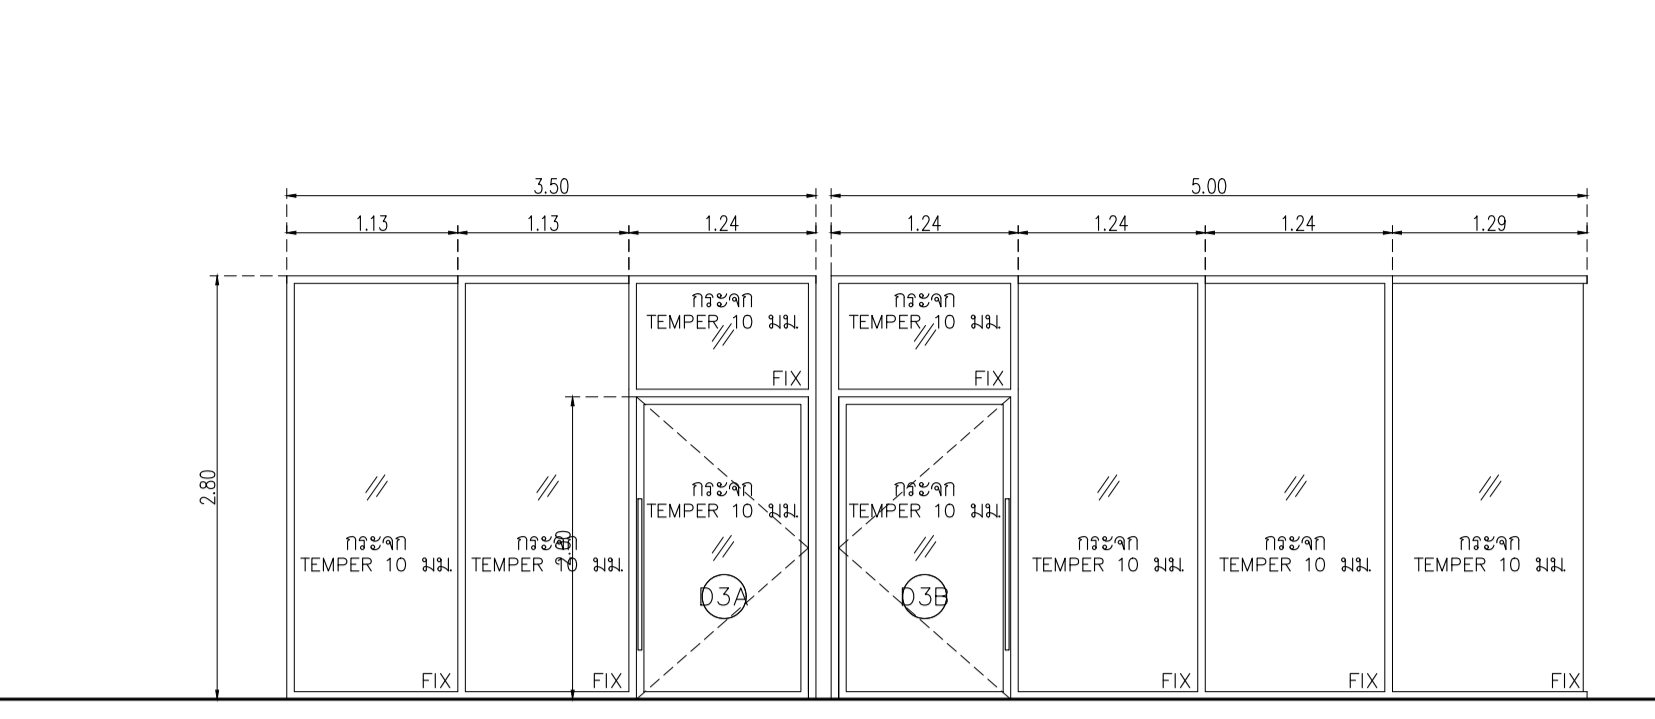 3.50
5.00
1.13
1.13
1.24
1.24
1.24
1.24
1.29
กระจก
TEMPER 10 มม.
FIX
กระจก
TEMPER 10 มม.
FIX
2.80
2.00
กระจก
TEMPER 10 มม.
กระจก
TEMPER 10 มม.
กระจก
TEMPER 10 มม.
กระจก
TEMPER 10 มม.
กระจก
TEMPER 10 มม.
กระจก
TEMPER 10 มม.
กระจก
TEMPER 10 มม.
D3A
D3B
FIX
FIX
FIX
FIX
FIX